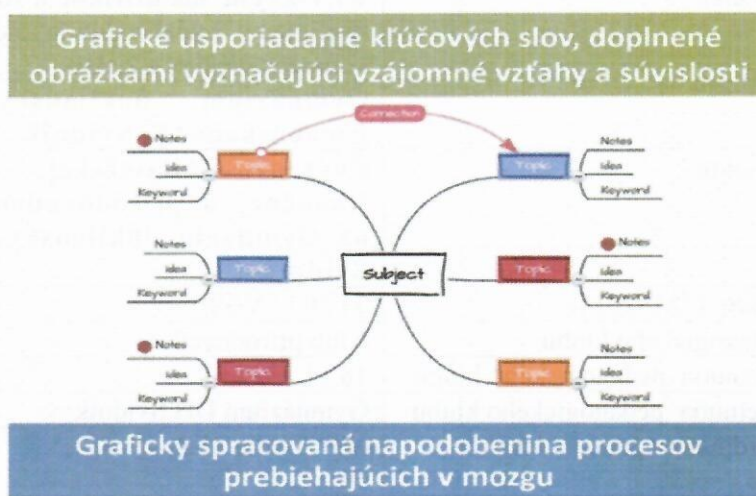 Grafické usporiadanie kľúčových slov, doplnené
obrázkami vyznačujúci vzájomné vzťahy a súvislosti
Connection
Notes
Idea
Keyword
Topic
Topic
Notes
Idea
Keyword
Notes
Idea
Keyword
Topic
Subject
Topic
Notes
Idea
Keyword
Notes
Idea
Keyword
Topic
Topic
Notes
Idea
Keyword
Graficky spracovaná napodobenina procesov
prebiehajúcich v mozgu